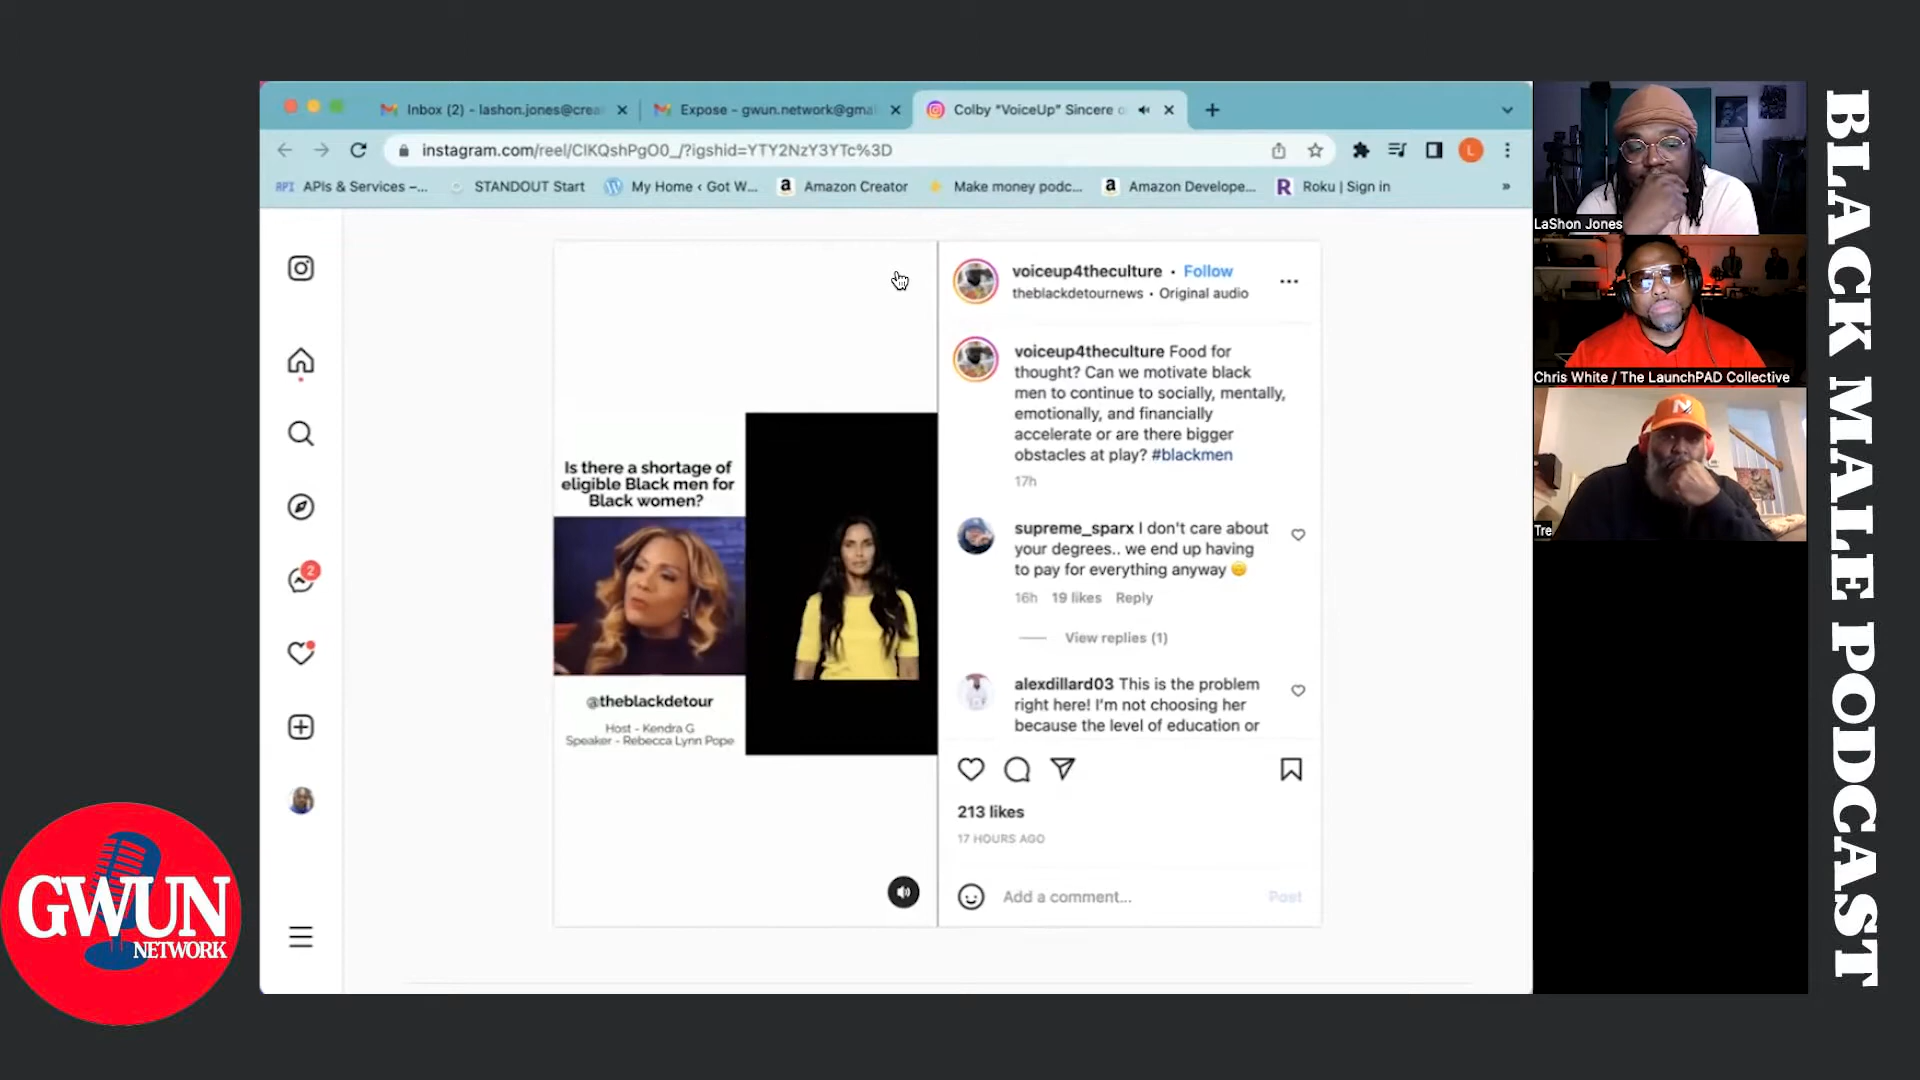 Inbox (2) - lashon.jones@crea
Expose - gwun.network@gmai
Colby "VoiceUp" Sincere o
instagram.com/reel/ClKQshPgO0_/?igshid=YTY2NzY3YTc%3D
L
API APIs & Services –...
STANDOUT Start
My Home ‹ Got W...
a Amazon Creator
Make money podc...
a Amazon Develope...
R Roku | Sign in
»
2
Is there a shortage of
eligible Black men for
Black women?
@theblackdetour
Host - Kendra G
Speaker - Rebecca Lynn Pope
voiceup4theculture • Follow
theblackdetournews • Original audio
voiceup4theculture Food for
thought? Can we motivate black
men to continue to socially, mentally,
emotionally, and financially
accelerate or are there bigger
obstacles at play? #blackmen
17h
supreme_sparx I don't care about
your degrees.. we end up having
to pay for everything anyway
16h 19 likes Reply
View replies (1)
alexdillard03 This is the problem
right here! I'm not choosing her
because the level of education or
213 likes
17 HOURS AGO
Add a comment...
Post
LaShon Jones
Chris White / The LaunchPAD Collective
N
Tre
BLACK MALE PODCAST
GWUN
NETWORK